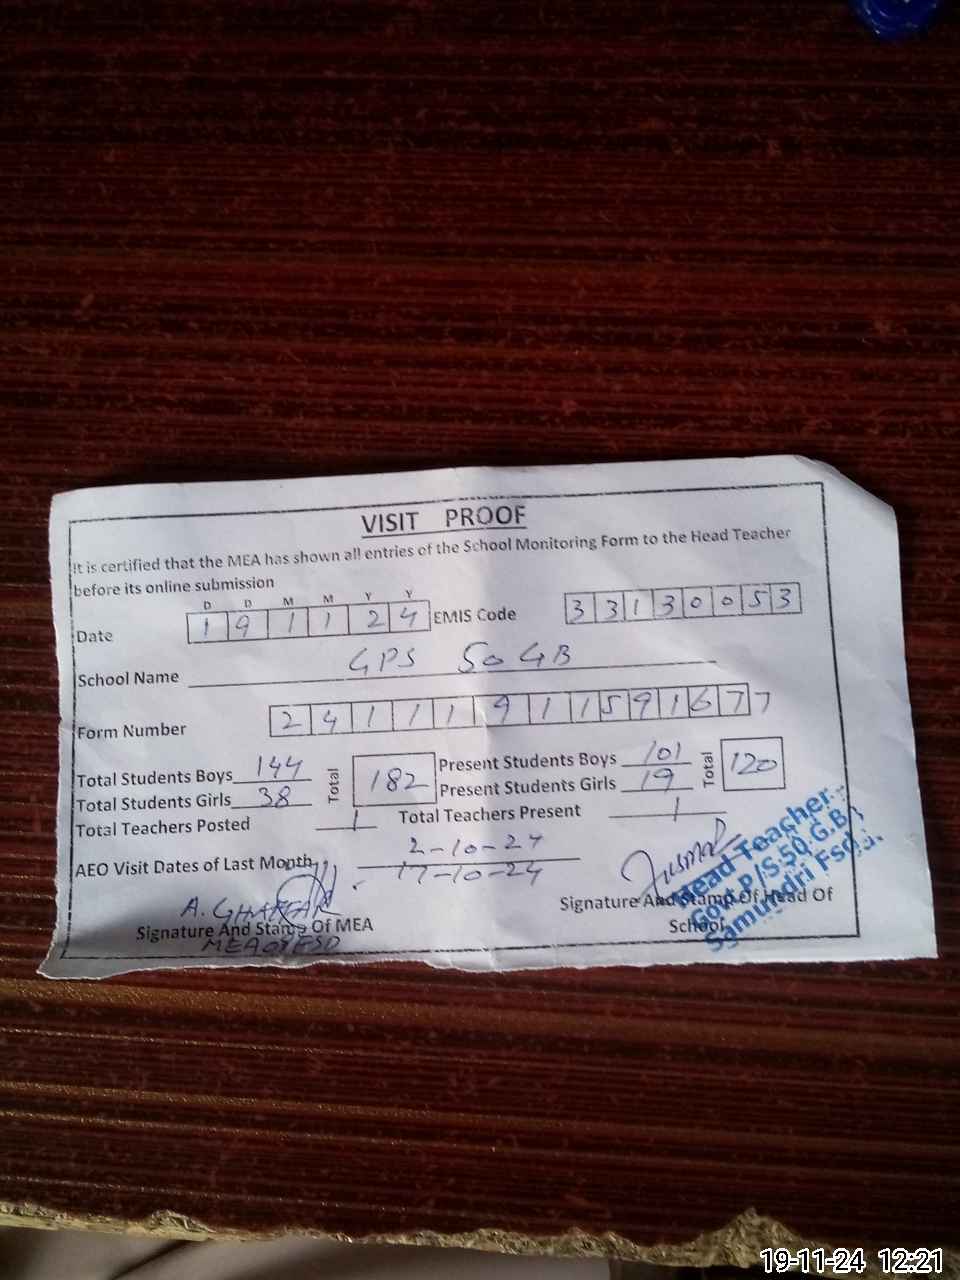 VISIT PROOF
It is certified that the MEA has shown all entries of the School Monitoring Form to the Head Teacher
before its online submission
D D M M Y Y
Date 1 9 1 1 2 4 EMIS Code 3 3 1 3 0 0 5 3
School Name GPS 50 GB
Form Number 2 4 1 1 1 9 1 1 5 9 1 6 7 7
Total Students Boys 144 Total 182 Present Students Boys 101 Total 120
Total Students Girls 38 Present Students Girls 19
Total Teachers Posted 1 Total Teachers Present 1
AEO Visit Dates of Last Month 2-10-24
17-10-24
A. GHAFFAR
Signature And Stamp Of MEA
Signature And Stamp Of Head Of
School
Head Teacher
Govt. P/S.50.G.B
Samundri Fsd.
19-11-24 12:21